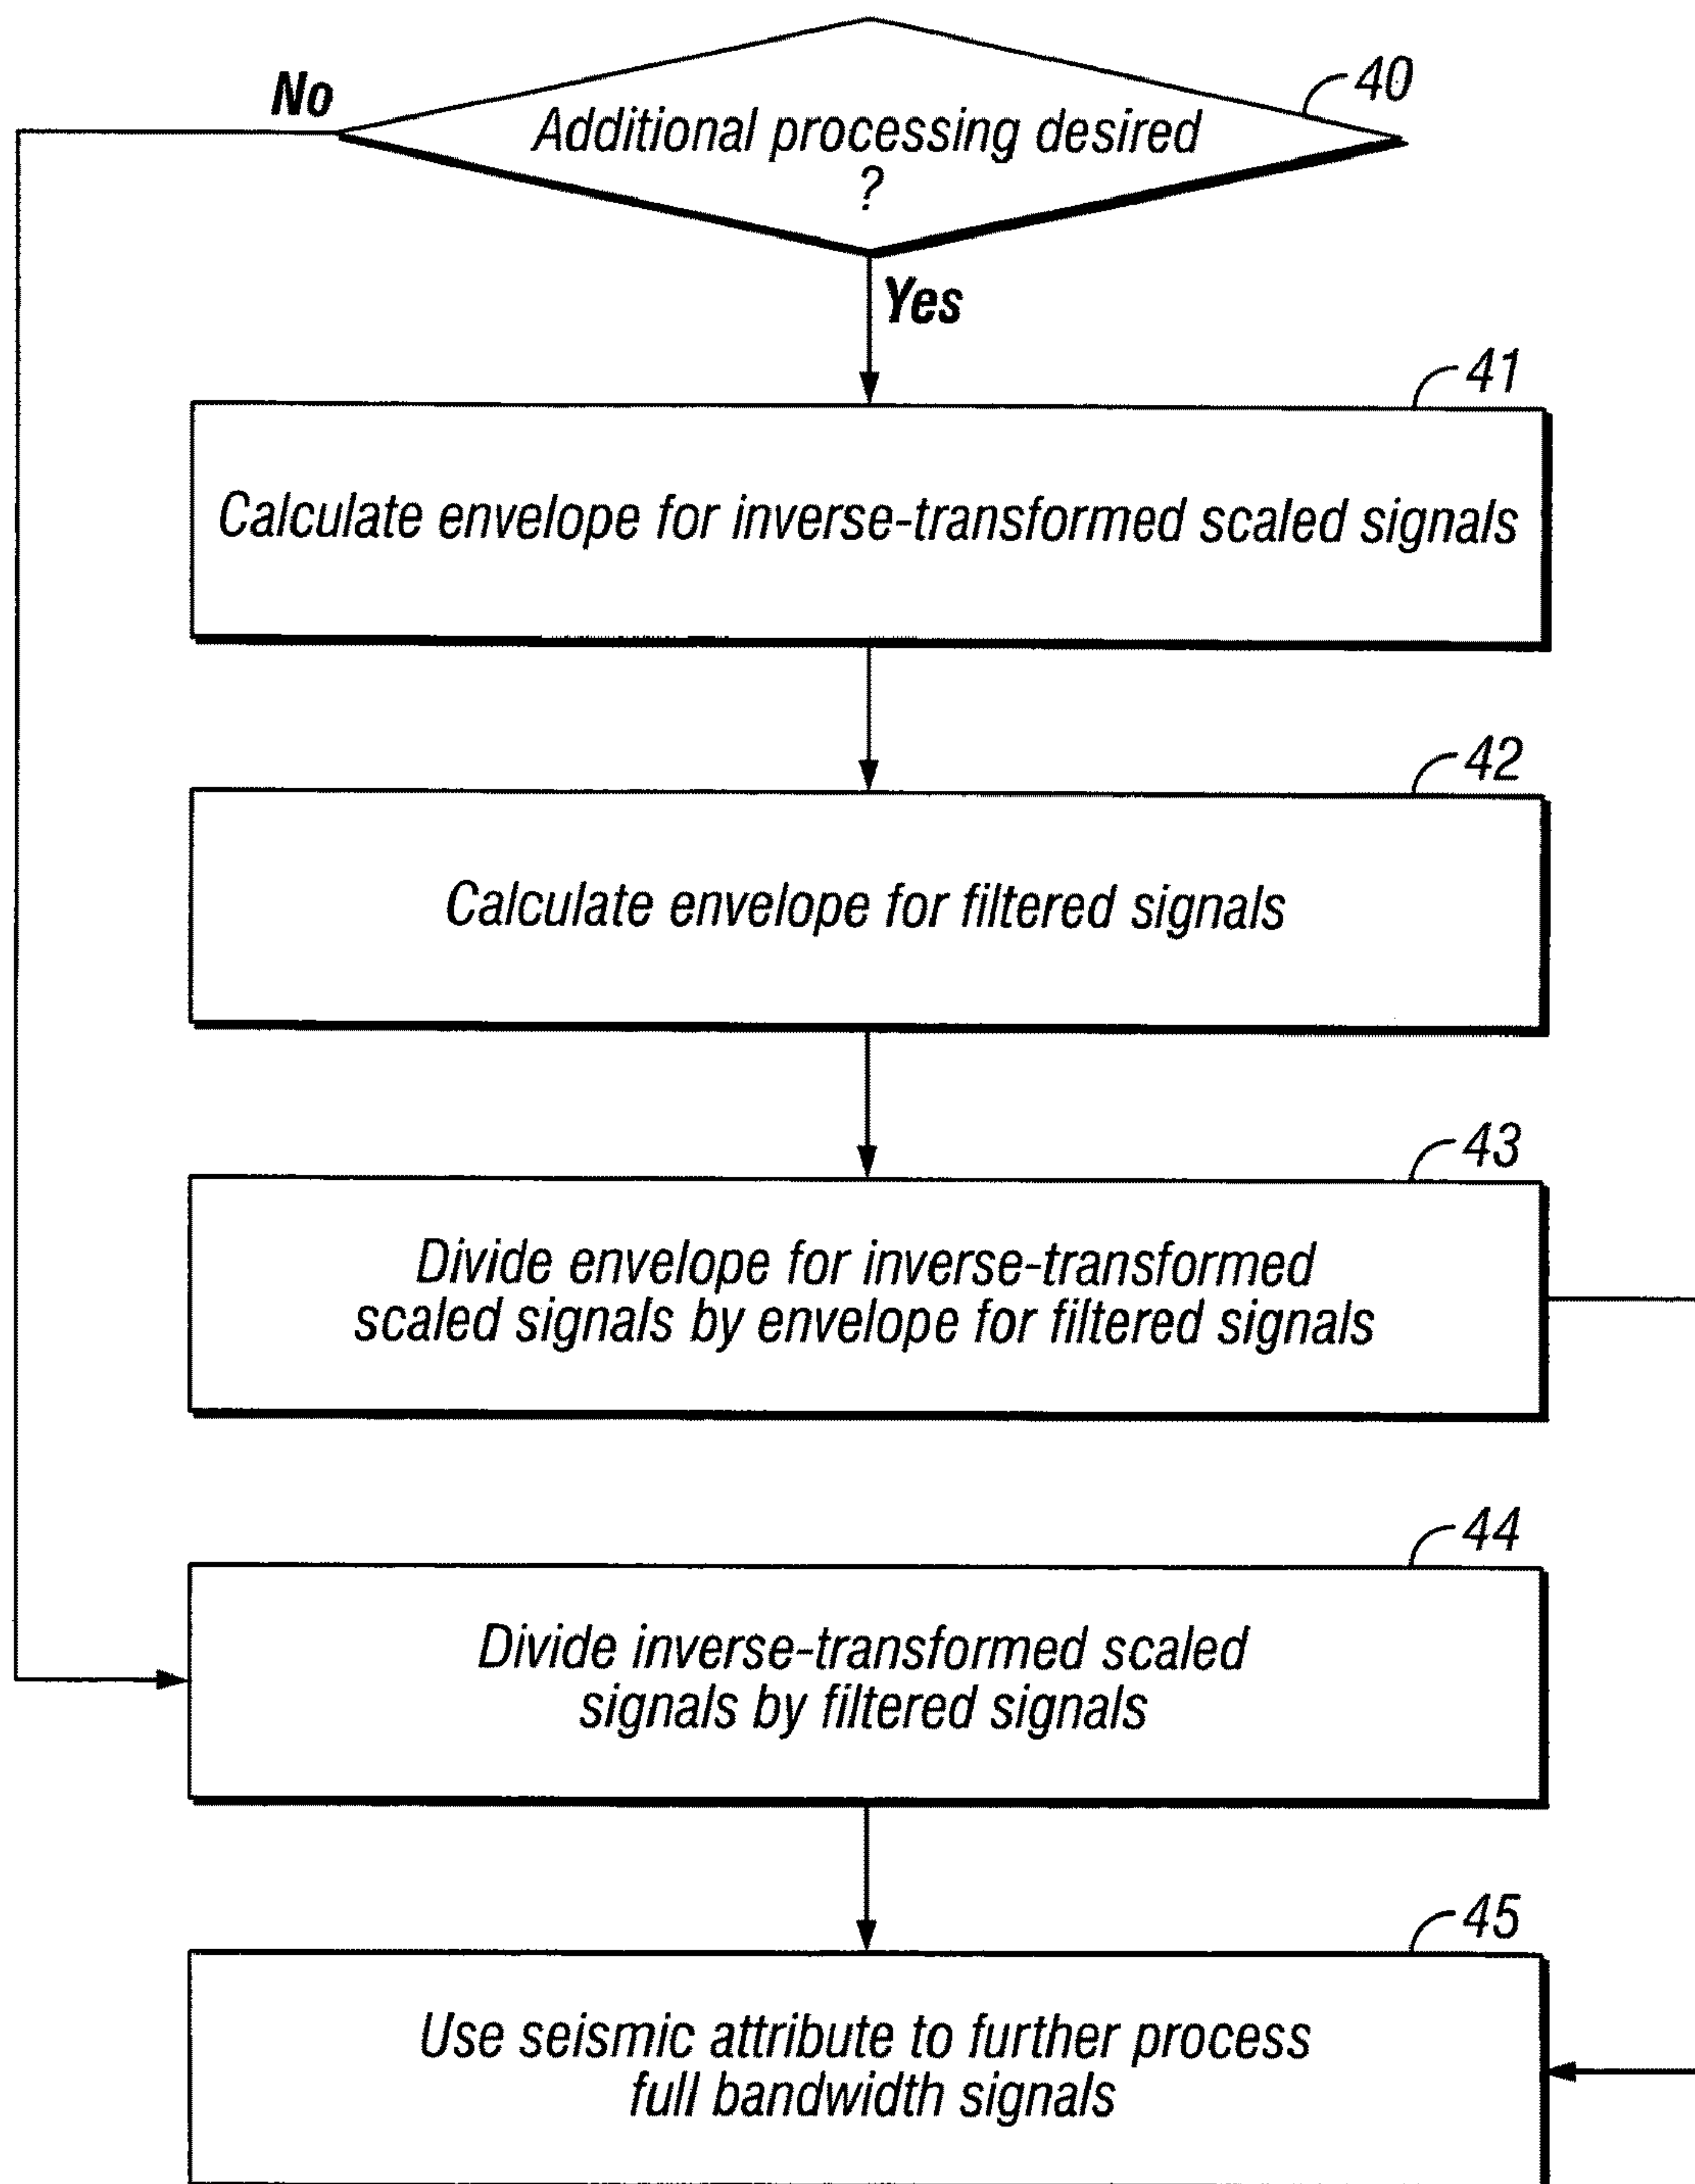 No
40
Additional processing desired
?
Yes
41
Calculate envelope for inverse-transformed scaled signals
42
Calculate envelope for filtered signals
43
Divide envelope for inverse-transformed
scaled signals by envelope for filtered signals
44
Divide inverse-transformed scaled
signals by filtered signals
45
Use seismic attribute to further process
full bandwidth signals